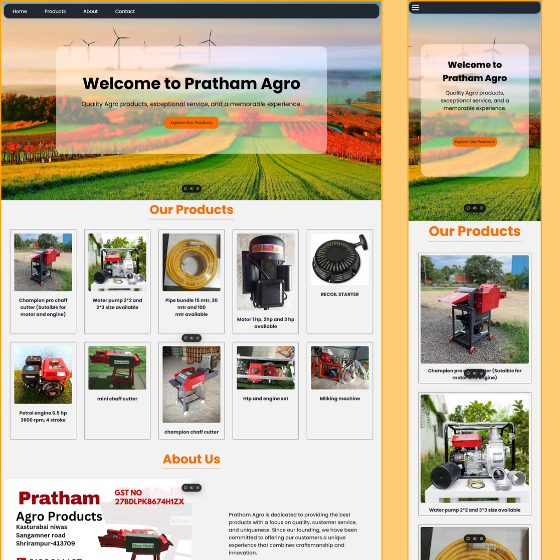 Home Products About Contact
Welcome to Pratham Agro
Quality Agro products, exceptional service, and a memorable experience.
Explore Our Products
Our Products
Champion pro chaff
cutter (Sutaible for
motor and engine)
Water pump 2*2 and
3*3 size available
Pipe bundle 15 mtr, 30
mtr and 100
mtr available
Motor 1 hp, 2hp and 3 hp
available
RECOIL STARTER
Petrol engine 6.5 hp
3600 rpm, 4 stroke
mini chaff cutter
champion chaff cutter
Htp and engine set
Milking machine
About Us
Pratham
Agro Products
Kasturabai niwas
Sangamner road
Shrirampur-413709
GST NO
27BDLPK8674H1ZX
Pratham Agro is dedicated to providing the best
products with a focus on quality, customer service,
and uniqueness. Since our founding, we have been
committed to offering our customers a unique
experience that combines craftsmanship and
innovation.
Welcome to
Pratham Agro
Quality Agro products,
exceptional service, and a
memorable experience.
Explore Our Products
Our Products
Champion pro (Sutaible for
motor engine)
Water pump 2*2 and 3*3 size available